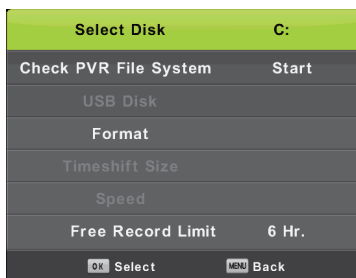 Select Disk C:
Check PVR File System Start
USB Disk
Format
Timeshift Size
Speed
Free Record Limit 6 Hr.
OK Select MENU Back